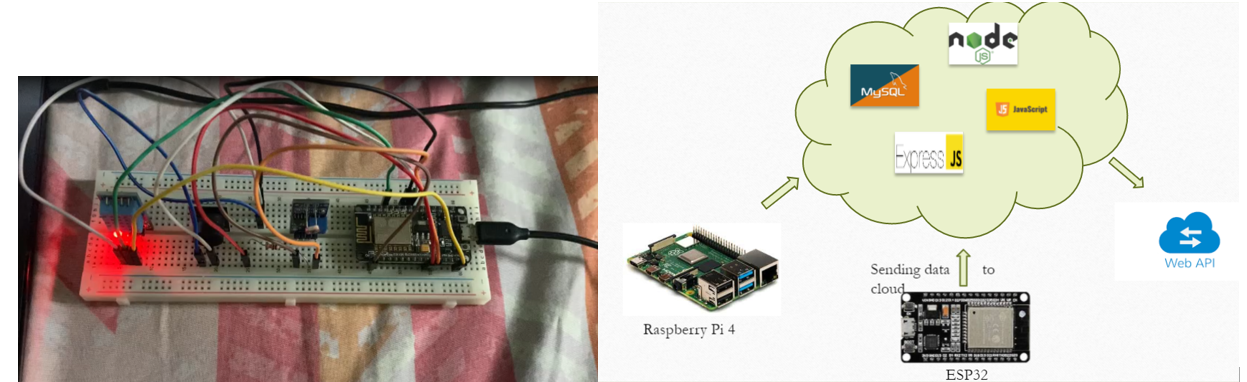 node
JS
MySQL
JS JavaScript
Express JS
Sending data to
cloud
Web API
Raspberry Pi 4
ESP32